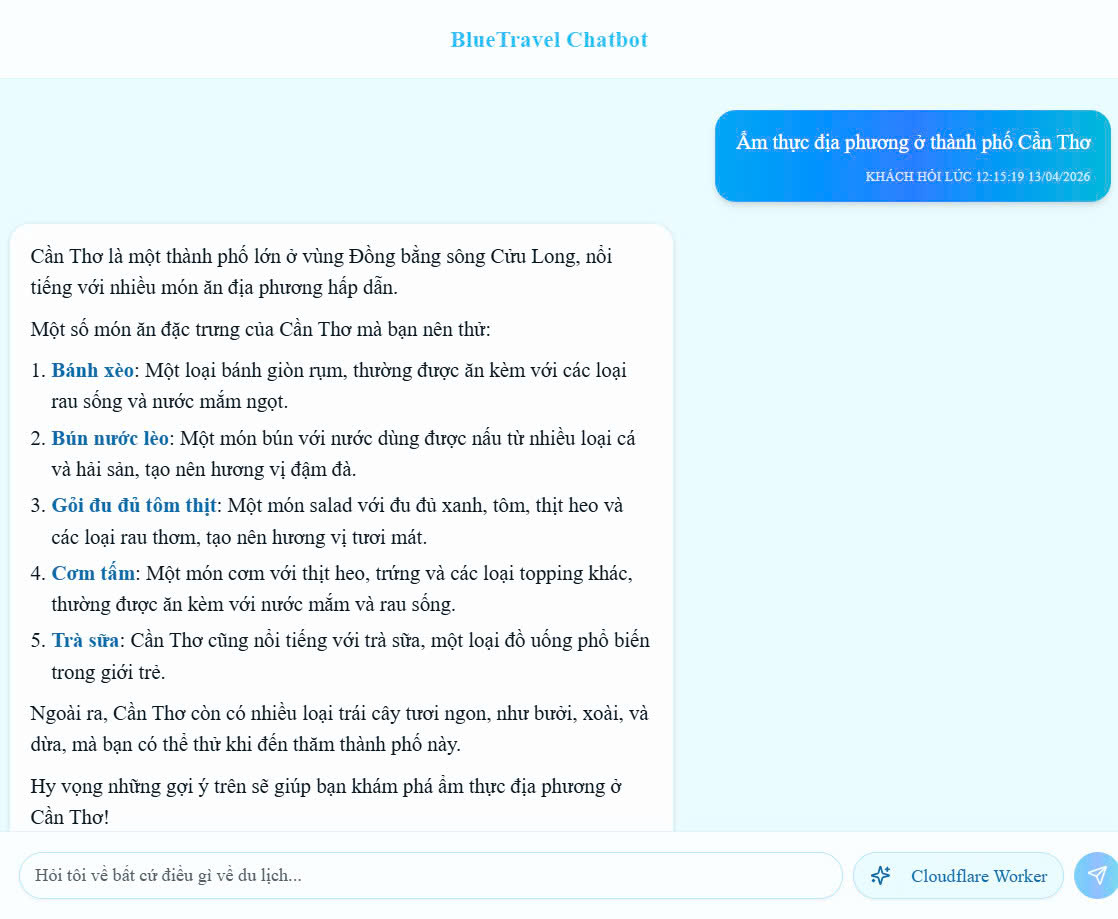 BlueTravel Chatbot
Ẩm thực địa phương ở thành phố Cần Thơ
KHÁCH HỎI LÚC 12:15:19 13/04/2026
Cần Thơ là một thành phố lớn ở vùng Đồng bằng sông Cửu Long, nổi
tiếng với nhiều món ăn địa phương hấp dẫn.
Một số món ăn đặc trưng của Cần Thơ mà bạn nên thử:
1. Bánh xèo: Một loại bánh giòn rụm, thường được ăn kèm với các loại
rau sống và nước mắm ngọt.
2. Bún nước lèo: Một món bún với nước dùng được nấu từ nhiều loại cá
và hải sản, tạo nên hương vị đậm đà.
3. Gỏi đu đủ tôm thịt: Một món salad với đu đủ xanh, tôm, thịt heo và
các loại rau thơm, tạo nên hương vị tươi mát.
4. Cơm tấm: Một món cơm với thịt heo, trứng và các loại topping khác,
thường được ăn kèm với nước mắm và rau sống.
5. Trà sữa: Cần Thơ cũng nổi tiếng với trà sữa, một loại đồ uống phổ biến
trong giới trẻ.
Ngoài ra, Cần Thơ còn có nhiều loại trái cây tươi ngon, như bưởi, xoài, và
dừa, mà bạn có thể thử khi đến thăm thành phố này.
Hy vọng những gợi ý trên sẽ giúp bạn khám phá ẩm thực địa phương ở
Cần Thơ!
Hỏi tôi về bất cứ điều gì về du lịch...
Cloudflare Worker